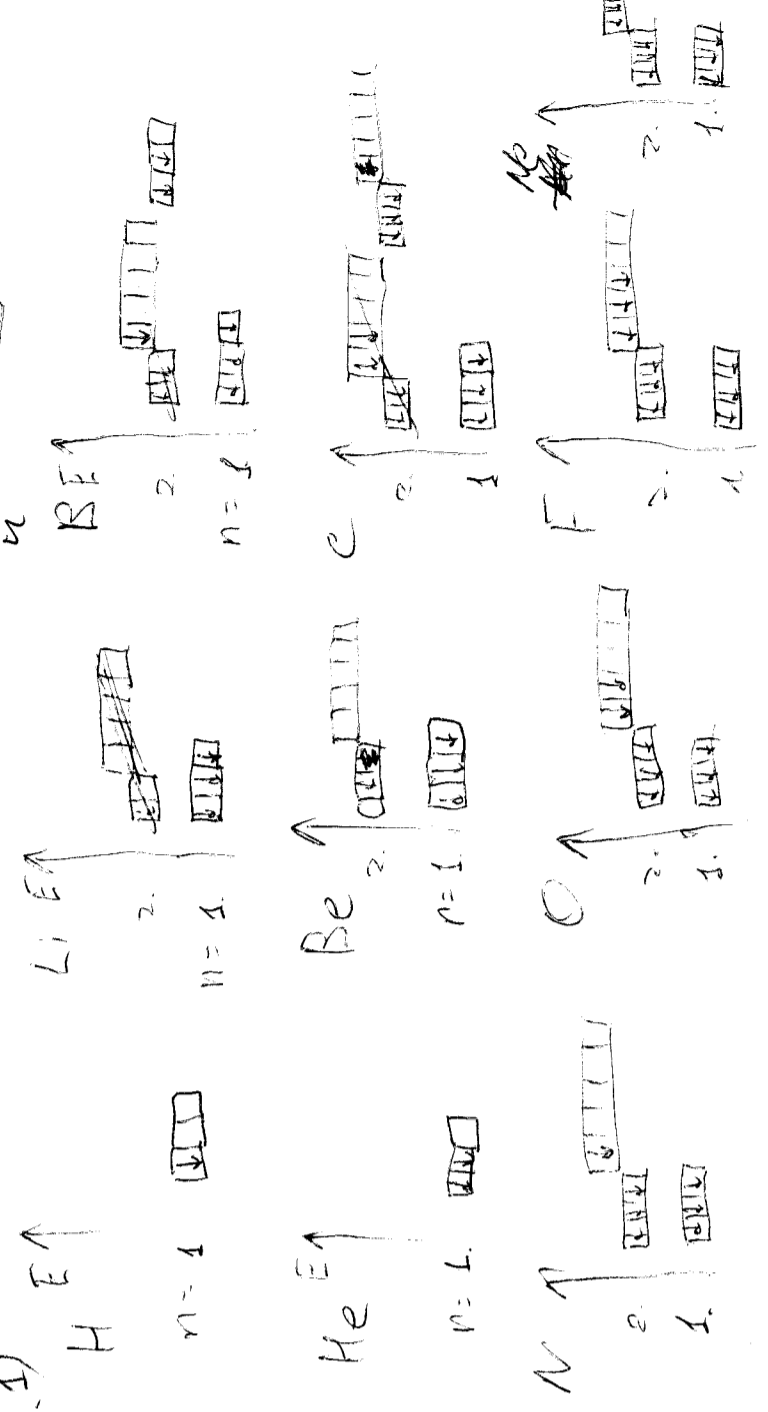 1)
H E
Li E
B E
2.
2
n = 1
n = 1.
n = 1
He E
Be
C
2.
2.
n = 1.
n = 1.
1
N
O
F
Ne
2.
2.
2.
2.
1.
1.
1
1.